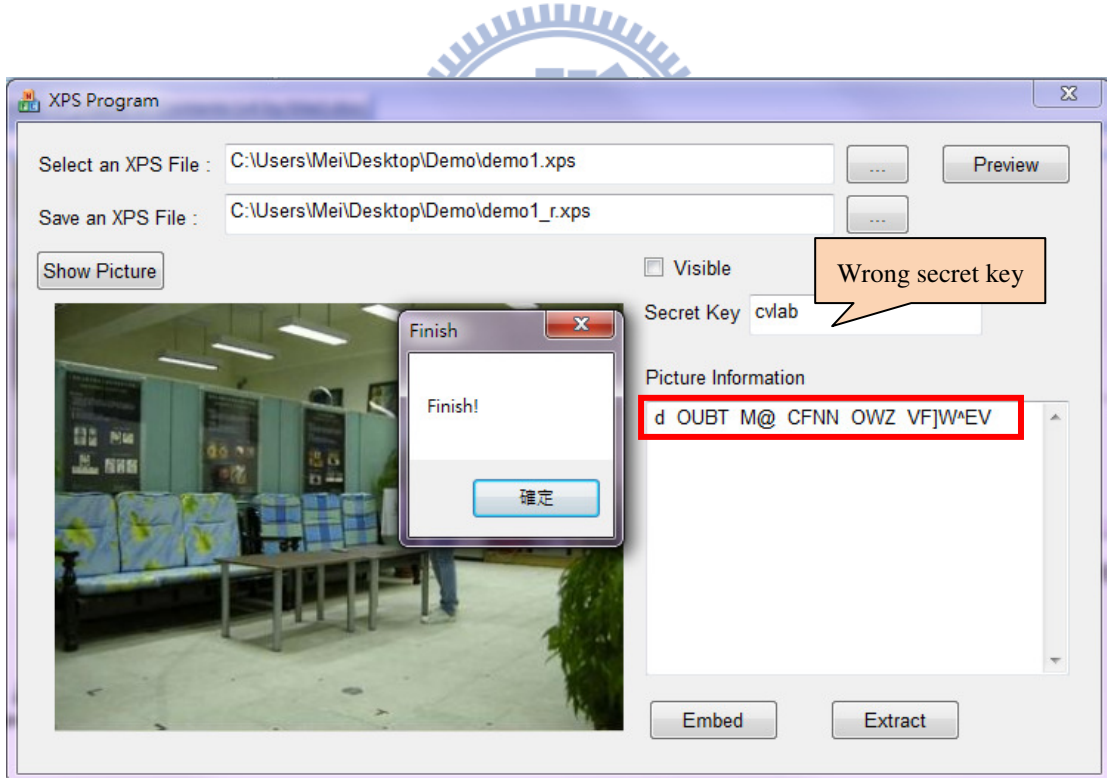 XPS Program
Select an XPS File : C:\Users\Mei\Desktop\Demo\demo1.xps ... Preview
Save an XPS File : C:\Users\Mei\Desktop\Demo\demo1_r.xps ...
Show Picture
Visible
Wrong secret key
Secret Key cvlab
Finish
Finish!
確定
Picture Information
d OUBT M@ CFNN OWZ VF]W^EV
Embed Extract